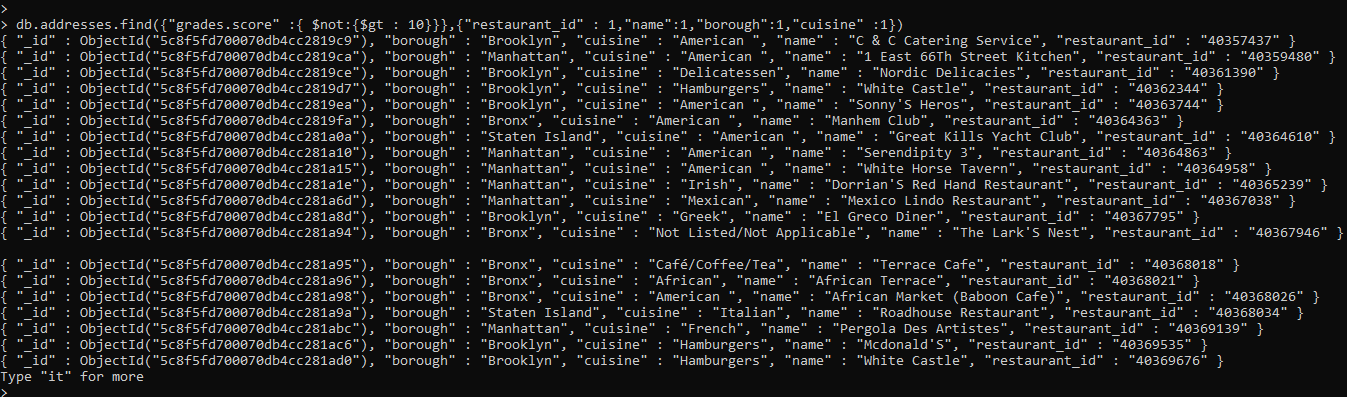 >
> db.addresses.find({"grades.score" :{ $not:{$gt : 10}}},{"restaurant_id" : 1,"name":1,"borough":1,"cuisine" :1})
{ "_id" : ObjectId("5c8f5fd700070db4cc2819c9"), "borough" : "Brooklyn", "cuisine" : "American ", "name" : "C & C Catering Service", "restaurant_id" : "40357437" }
{ "_id" : ObjectId("5c8f5fd700070db4cc2819ca"), "borough" : "Manhattan", "cuisine" : "American ", "name" : "1 East 66Th Street Kitchen", "restaurant_id" : "40359480" }
{ "_id" : ObjectId("5c8f5fd700070db4cc2819ce"), "borough" : "Brooklyn", "cuisine" : "Delicatessen", "name" : "Nordic Delicacies", "restaurant_id" : "40361390" }
{ "_id" : ObjectId("5c8f5fd700070db4cc2819d7"), "borough" : "Brooklyn", "cuisine" : "Hamburgers", "name" : "White Castle", "restaurant_id" : "40362344" }
{ "_id" : ObjectId("5c8f5fd700070db4cc2819ea"), "borough" : "Brooklyn", "cuisine" : "American ", "name" : "Sonny'S Heros", "restaurant_id" : "40363744" }
{ "_id" : ObjectId("5c8f5fd700070db4cc2819fa"), "borough" : "Bronx", "cuisine" : "American ", "name" : "Manhem Club", "restaurant_id" : "40364363" }
{ "_id" : ObjectId("5c8f5fd700070db4cc281a0a"), "borough" : "Staten Island", "cuisine" : "American ", "name" : "Great Kills Yacht Club", "restaurant_id" : "40364610" }
{ "_id" : ObjectId("5c8f5fd700070db4cc281a10"), "borough" : "Manhattan", "cuisine" : "American ", "name" : "Serendipity 3", "restaurant_id" : "40364863" }
{ "_id" : ObjectId("5c8f5fd700070db4cc281a15"), "borough" : "Manhattan", "cuisine" : "American ", "name" : "White Horse Tavern", "restaurant_id" : "40364958" }
{ "_id" : ObjectId("5c8f5fd700070db4cc281a1e"), "borough" : "Manhattan", "cuisine" : "Irish", "name" : "Dorrian'S Red Hand Restaurant", "restaurant_id" : "40365239" }
{ "_id" : ObjectId("5c8f5fd700070db4cc281a6d"), "borough" : "Manhattan", "cuisine" : "Mexican", "name" : "Mexico Lindo Restaurant", "restaurant_id" : "40367038" }
{ "_id" : ObjectId("5c8f5fd700070db4cc281a8d"), "borough" : "Brooklyn", "cuisine" : "Greek", "name" : "El Greco Diner", "restaurant_id" : "40367795" }
{ "_id" : ObjectId("5c8f5fd700070db4cc281a94"), "borough" : "Bronx", "cuisine" : "Not Listed/Not Applicable", "name" : "The Lark'S Nest", "restaurant_id" : "40367946" }
{ "_id" : ObjectId("5c8f5fd700070db4cc281a95"), "borough" : "Bronx", "cuisine" : "Café/Coffee/Tea", "name" : "Terrace Cafe", "restaurant_id" : "40368018" }
{ "_id" : ObjectId("5c8f5fd700070db4cc281a96"), "borough" : "Bronx", "cuisine" : "African", "name" : "African Terrace", "restaurant_id" : "40368021" }
{ "_id" : ObjectId("5c8f5fd700070db4cc281a98"), "borough" : "Bronx", "cuisine" : "American ", "name" : "African Market (Baboon Cafe)", "restaurant_id" : "40368026" }
{ "_id" : ObjectId("5c8f5fd700070db4cc281a9a"), "borough" : "Staten Island", "cuisine" : "Italian", "name" : "Roadhouse Restaurant", "restaurant_id" : "40368034" }
{ "_id" : ObjectId("5c8f5fd700070db4cc281abc"), "borough" : "Manhattan", "cuisine" : "French", "name" : "Pergola Des Artistes", "restaurant_id" : "40369139" }
{ "_id" : ObjectId("5c8f5fd700070db4cc281ac6"), "borough" : "Brooklyn", "cuisine" : "Hamburgers", "name" : "Mcdonald'S", "restaurant_id" : "40369535" }
{ "_id" : ObjectId("5c8f5fd700070db4cc281ad0"), "borough" : "Brooklyn", "cuisine" : "Hamburgers", "name" : "White Castle", "restaurant_id" : "40369676" }
Type "it" for more
>